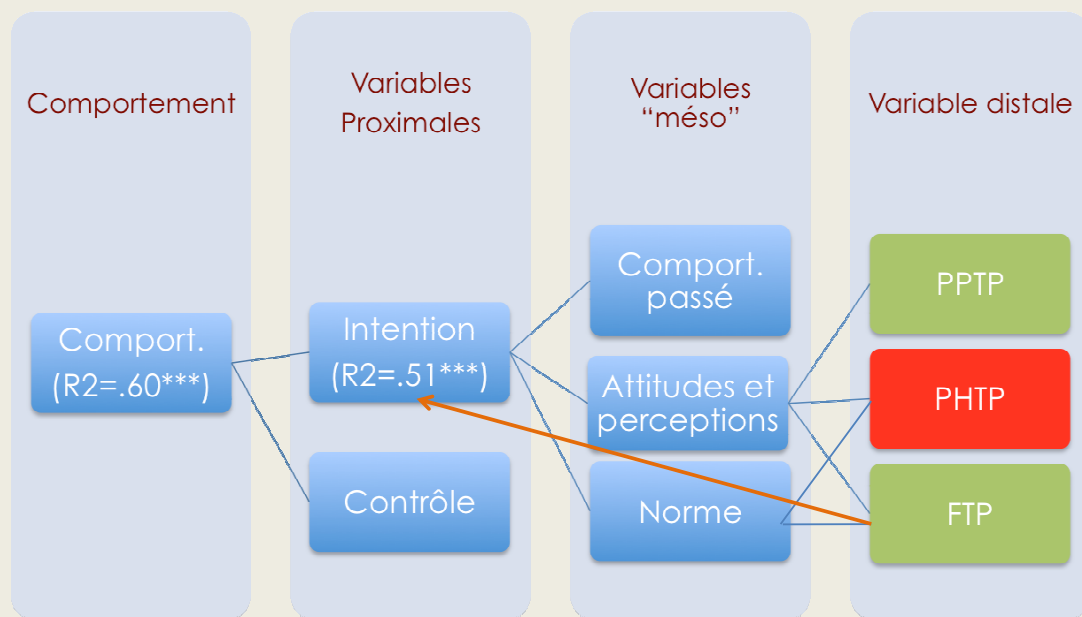 Comportement
Variables
Proximales
Variables
“méso”
Variable distale
Comport.
(R2=.60***)
Intention
(R2=.51***)
Contrôle
Comport.
passé
Attitudes et
perceptions
Norme
PPTP
PHTP
FTP